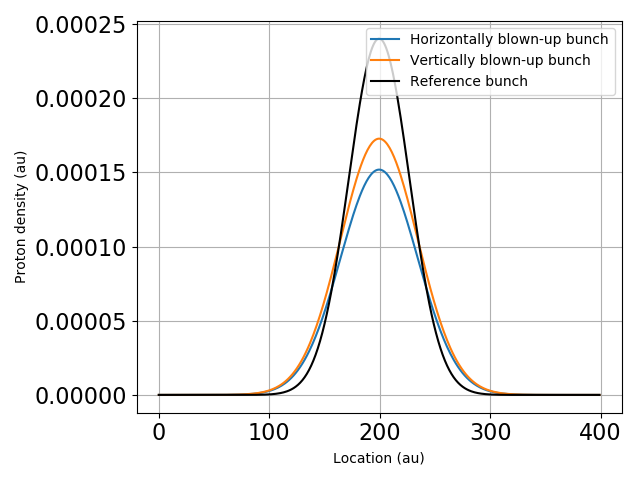 0.00025
0.00020
0.00015
0.00010
0.00005
0.00000
Proton density (au)
Horizontally blown-up bunch
Vertically blown-up bunch
Reference bunch
0 100 200 300 400
Location (au)